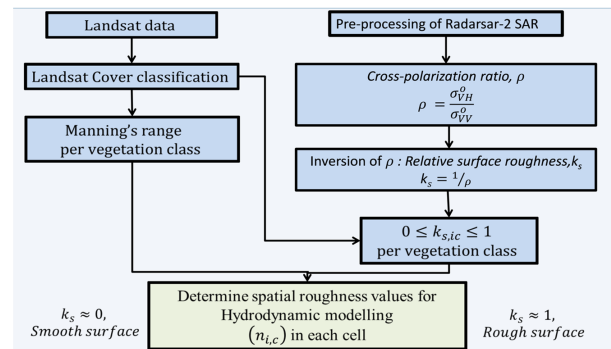 Landsat data
Pre-processing of Radarsar-2 SAR
Landsat Cover classification
Cross-polarization ratio, ρ
ρ = σ°VH / σ°VV
Manning's range
per vegetation class
Inversion of ρ : Relative surface roughness,kₛ
kₛ = 1/ρ
0 ≤ kₛ,ᵢc ≤ 1
per vegetation class
Determine spatial roughness values for
Hydrodynamic modelling
(nᵢ,c) in each cell
kₛ ≈ 0,
Smooth surface
kₛ ≈ 1,
Rough surface